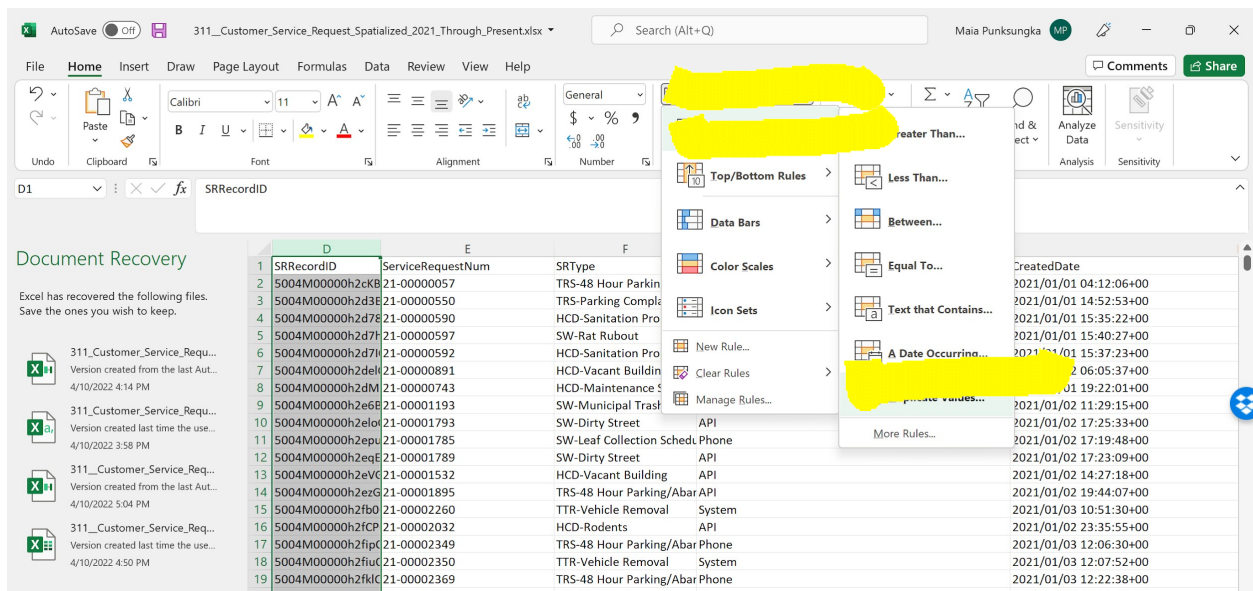 AutoSave Off 311__Customer_Service_Request_Spatialized_2021_Through_Present.xlsx Search (Alt+Q) Maia Punksungka MP
File Home Insert Draw Page Layout Formulas Data Review View Help Comments Share
Calibri 11 General
Paste B I U $ % Analyze Data Sensitivity
Undo Clipboard Font Alignment Number Analysis Sensitivity
D1 fx SRRecordID
Greater Than...
Top/Bottom Rules
Data Bars
Color Scales
Icon Sets
New Rule...
Clear Rules
Manage Rules...
Less Than...
Between...
Equal To...
Text that Contains...
A Date Occurring...
More Rules...
Document Recovery
Excel has recovered the following files.
Save the ones you wish to keep.
311_Customer_Service_Requ...
Version created from the last Aut...
4/10/2022 4:14 PM
311__Customer_Service_Req...
Version created last time the use...
4/10/2022 3:58 PM
311__Customer_Service_Req...
Version created from the last Aut...
4/10/2022 5:04 PM
311__Customer_Service_Req...
Version created last time the use...
4/10/2022 4:50 PM
D E F
1 SRRecordID ServiceRequestNum SRType CreatedDate
2 5004M00000h2cKB 21-00000057 TRS-48 Hour Parkin 2021/01/01 04:12:06+00
3 5004M00000h2d3E 21-00000550 TRS-Parking Compla 2021/01/01 14:52:53+00
4 5004M00000h2d78 21-00000590 HCD-Sanitation Pro 2021/01/01 15:35:22+00
5 5004M00000h2d7h 21-00000597 SW-Rat Rubout 2021/01/01 15:40:27+00
6 5004M00000h2d7I 21-00000592 HCD-Sanitation Pro 2021/01/01 15:37:23+00
7 5004M00000h2del 21-00000891 HCD-Vacant Buildin 2 06:05:37+00
8 5004M00000h2dM 21-00000743 HCD-Maintenance S 01 19:22:01+00
9 5004M00000h2e6B 21-00001193 SW-Municipal Trash 2021/01/02 11:29:15+00
10 5004M00000h2elo 21-00001793 SW-Dirty Street API 2021/01/02 17:25:33+00
11 5004M00000h2epu 21-00001785 SW-Leaf Collection Schedu Phone 2021/01/02 17:19:48+00
12 5004M00000h2eqE 21-00001789 SW-Dirty Street API 2021/01/02 17:23:09+00
13 5004M00000h2eVG 21-00001532 HCD-Vacant Building API 2021/01/02 14:27:18+00
14 5004M00000h2ezG 21-00001895 TRS-48 Hour Parking/Abar API 2021/01/02 19:44:07+00
15 5004M00000h2fb0 21-00002260 TTR-Vehicle Removal System 2021/01/03 10:51:30+00
16 5004M00000h2fCP 21-00002032 HCD-Rodents API 2021/01/02 23:35:55+00
17 5004M00000h2fip 21-00002349 TRS-48 Hour Parking/Abar Phone 2021/01/03 12:06:30+00
18 5004M00000h2fiu 21-00002350 TTR-Vehicle Removal System 2021/01/03 12:07:52+00
19 5004M00000h2fkl 21-00002369 TRS-48 Hour Parking/Abar Phone 2021/01/03 12:22:38+00